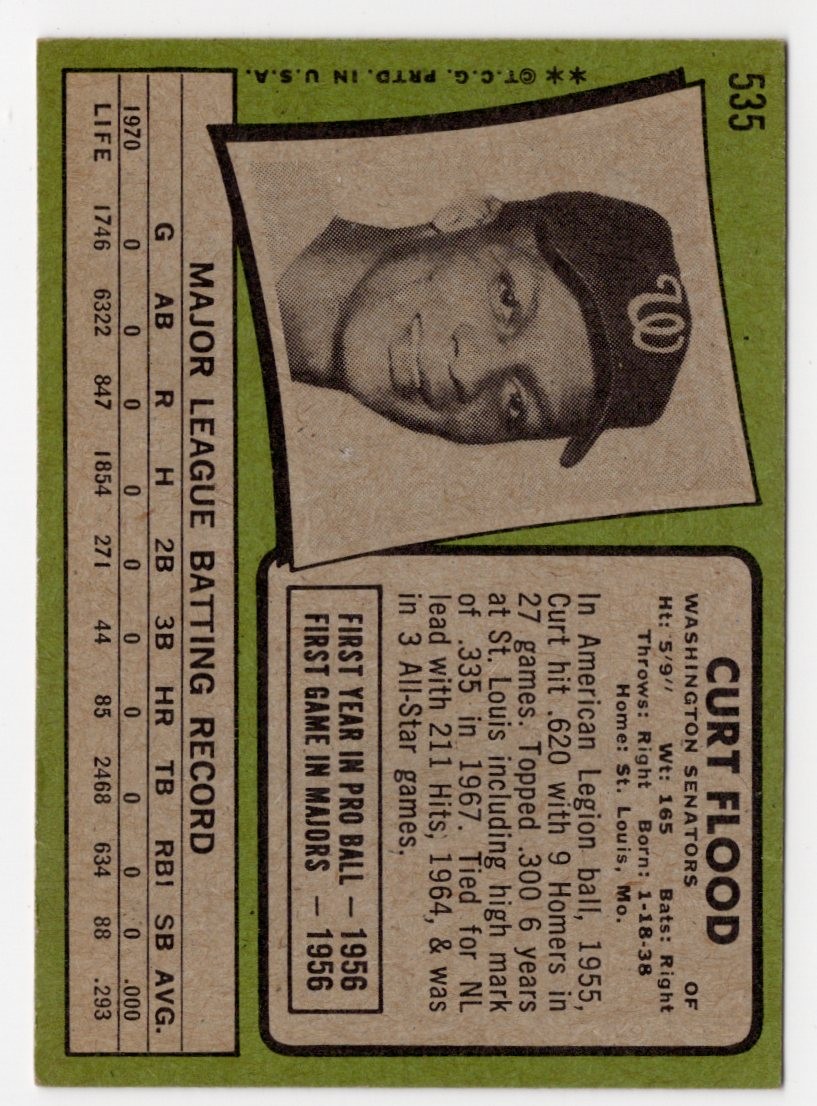 535
CURT FLOOD
OF
WASHINGTON SENATORS
Ht: 5'9" Wt: 165 Bats: Right
Throws: Right Born: 1-18-38
Home: St. Louis, Mo.
In American Legion ball, 1955,
Curt hit .620 with 9 Homers in
27 games. Topped .300 6 years
at St. Louis including high mark
of .335 in 1967. Tied for NL
lead with 211 Hits, 1964, & was
in 3 All-Star games.
FIRST YEAR IN PRO BALL — 1956
FIRST GAME IN MAJORS — 1956
W
MAJOR LEAGUE BATTING RECORD
G AB R H 2B 3B HR TB RBI SB AVG.
1970 0 0 0 0 0 0 0 0 0 0 .000
LIFE 1746 6322 847 1854 271 44 85 2468 634 88 .293
**©T.C.G. PRTD. IN U.S.A.